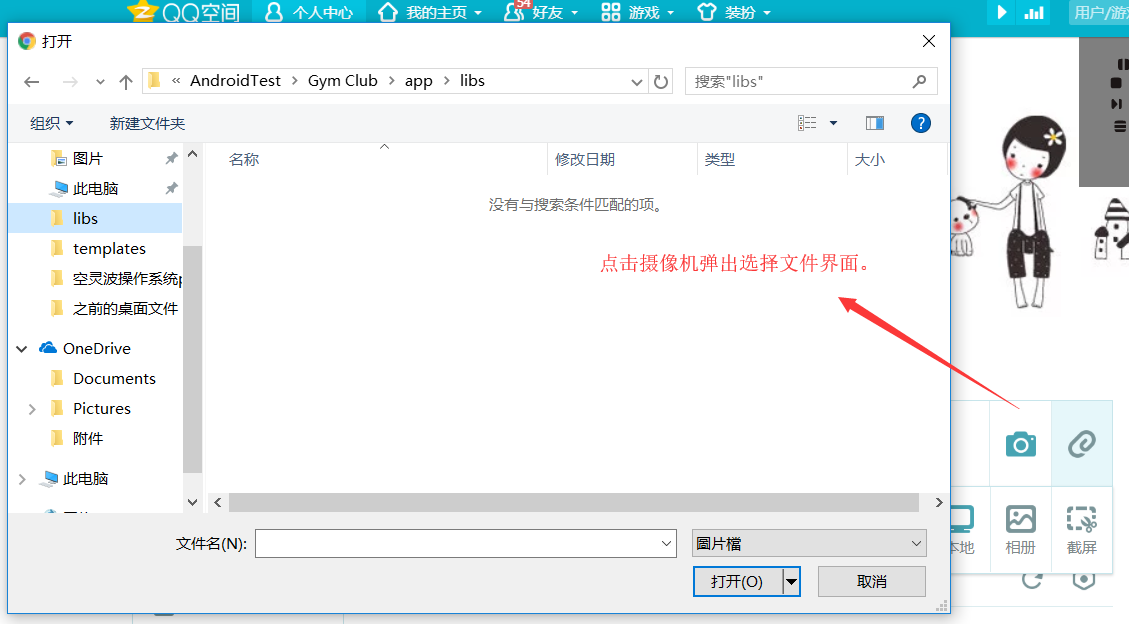 QQ空间 个人中心 我的主页 54 好友 游戏 装扮 用户/游
打开
« AndroidTest > Gym Club > app > libs 搜索"libs"
组织 新建文件夹
名称 修改日期 类型 大小
没有与搜索条件匹配的项。
图片
此电脑
libs
templates
空灵波操作系统
之前的桌面文件
OneDrive
Documents
Pictures
附件
此电脑
点击摄像机弹出选择文件界面。
本地 相册 截屏
文件名(N): 圖片檔
打开(O) 取消